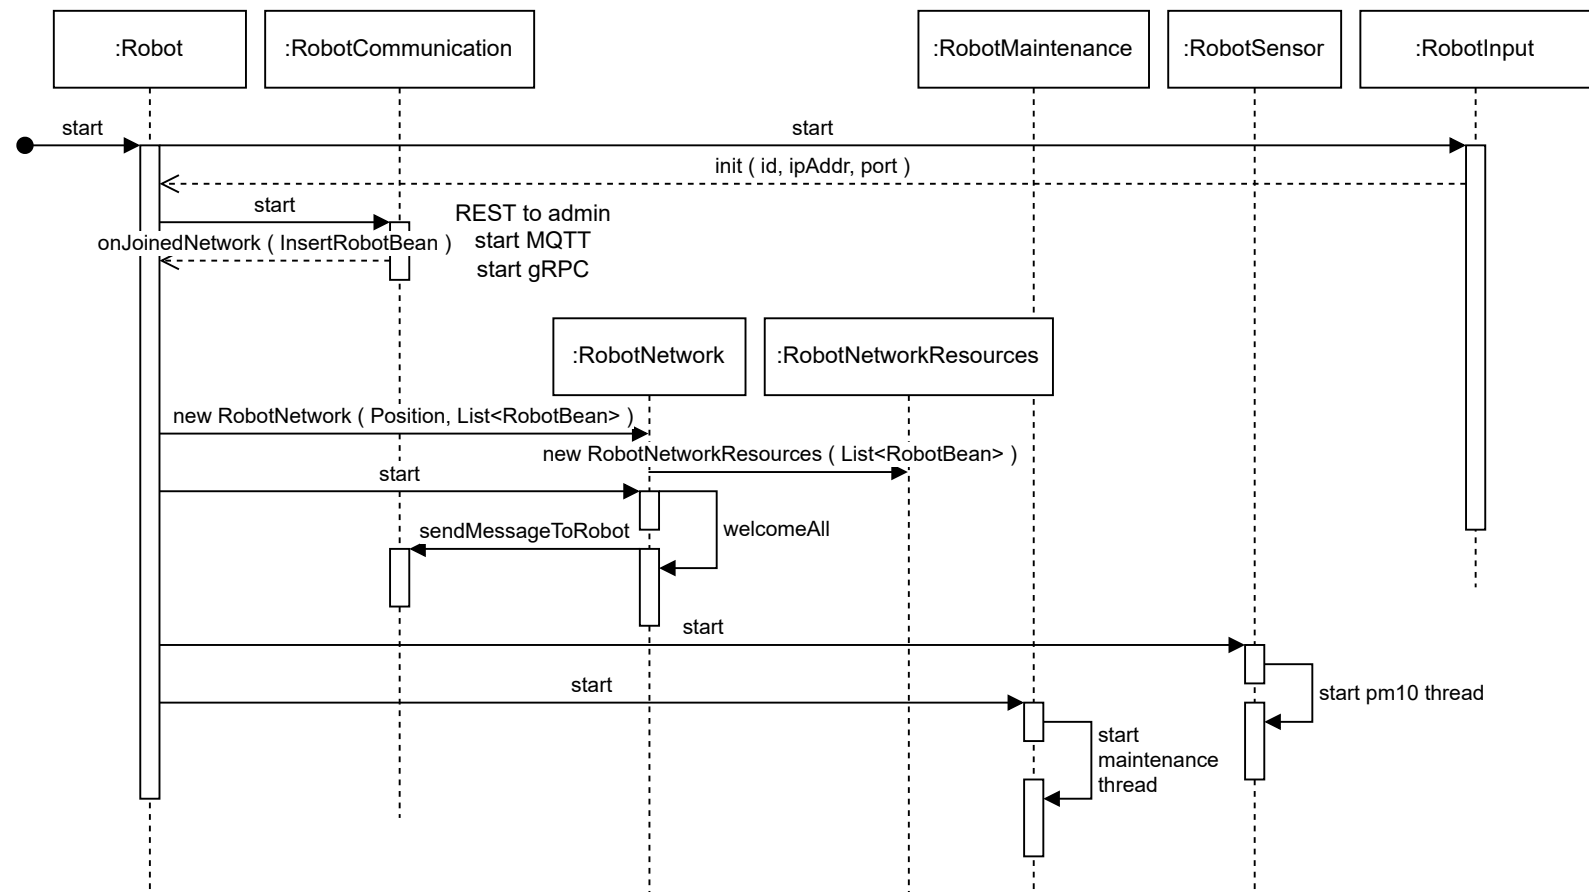 :Robot
:RobotCommunication
:RobotMaintenance
:RobotSensor
:RobotInput
start
start
init ( id, ipAddr, port )
start
REST to admin
start MQTT
start gRPC
onJoinedNetwork ( InsertRobotBean )
:RobotNetwork
:RobotNetworkResources
new RobotNetwork ( Position, List<RobotBean> )
new RobotNetworkResources ( List<RobotBean> )
start
welcomeAll
sendMessageToRobot
start
start
start pm10 thread
start
maintenance
thread